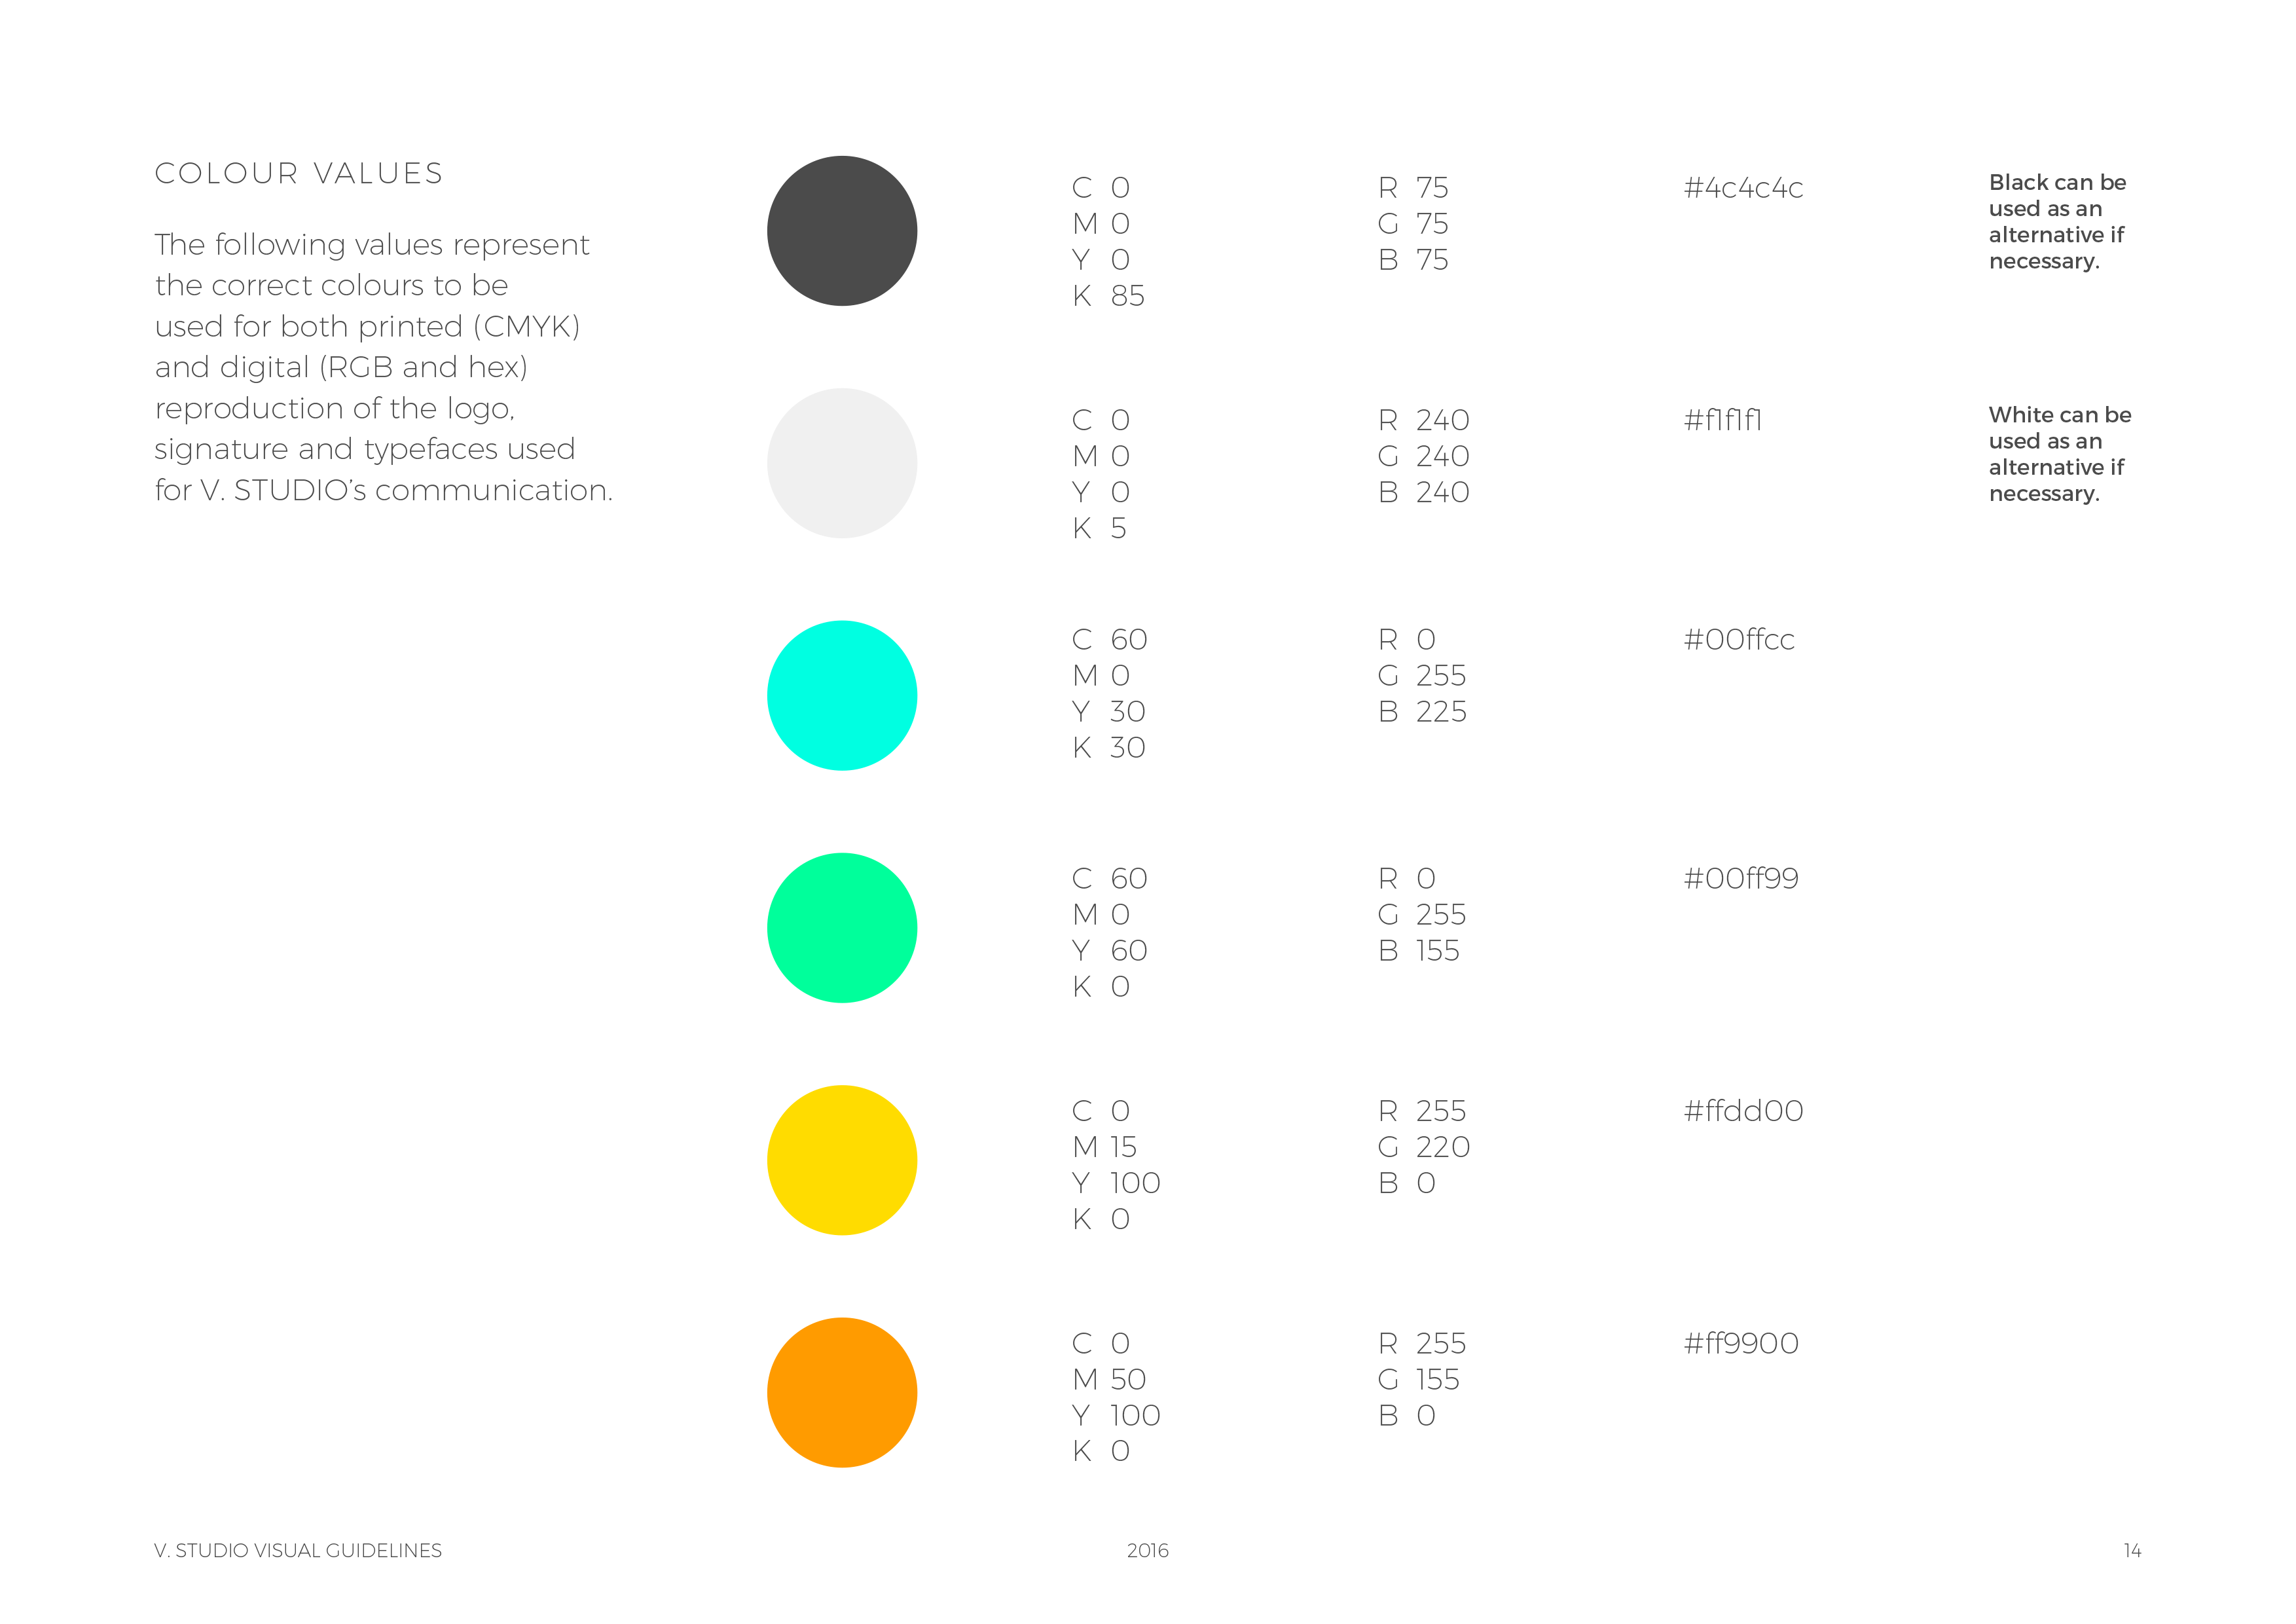 COLOUR VALUES
The following values represent
the correct colours to be
used for both printed (CMYK)
and digital (RGB and hex)
reproduction of the logo,
signature and typefaces used
for V. STUDIO’s communication.
C 0
M 0
Y 0
K 85
R 75
G 75
B 75
#4c4c4c
Black can be
used as an
alternative if
necessary.
C 0
M 0
Y 0
K 5
R 240
G 240
B 240
#f1f1f1
White can be
used as an
alternative if
necessary.
C 60
M 0
Y 30
K 30
R 0
G 255
B 225
#00ffcc
C 60
M 0
Y 60
K 0
R 0
G 255
B 155
#00ff99
C 0
M 15
Y 100
K 0
R 255
G 220
B 0
#ffdd00
C 0
M 50
Y 100
K 0
R 255
G 155
B 0
#ff9900
V. STUDIO VISUAL GUIDELINES
2016
14